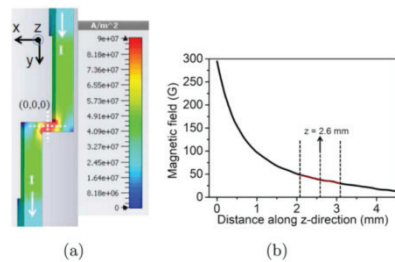 (a)
x z
y
I
(0,0,0)
I
A/m^2
9e+07
8.18e+07
7.36e+07
6.55e+07
5.73e+07
4.91e+07
4.09e+07
3.27e+07
2.45e+07
1.64e+07
8.18e+06
0
(a)
(b)
Magnetic field (G)
300
250
200
150
100
50
0
z = 2.6 mm
0 1 2 3 4
Distance along z-direction (mm)
(b)